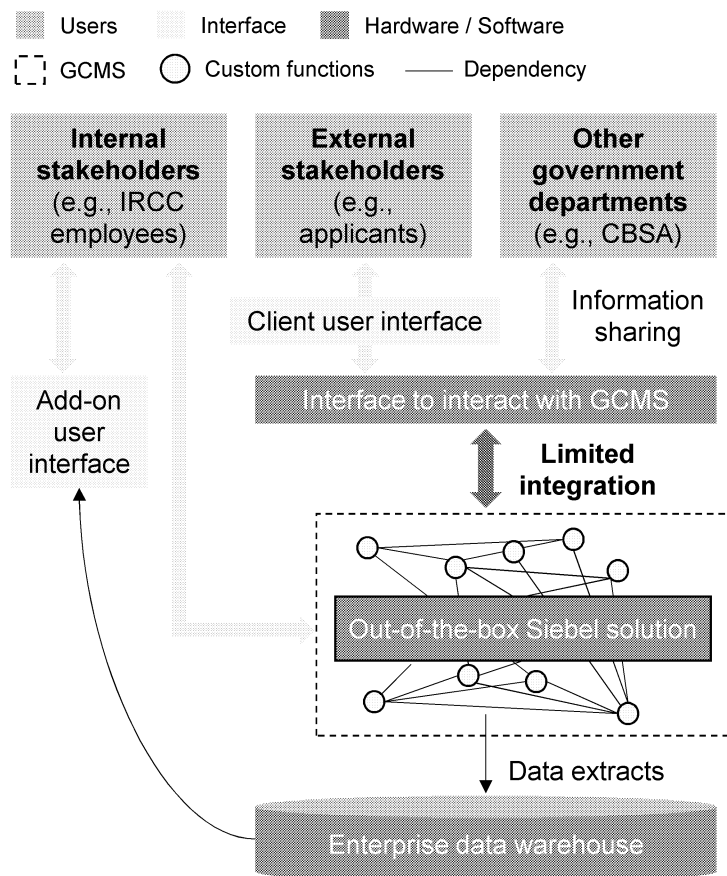 Users
Interface
Hardware / Software
GCMS
Custom functions
Dependency
Internal
stakeholders
(e.g., IRCC
employees)
External
stakeholders
(e.g.,
applicants)
Other
government
departments
(e.g., CBSA)
Client user interface
Information
sharing
Add-on
user
interface
Interface to interact with GCMS
Limited
integration
Out-of-the-box Siebel solution
Data extracts
Enterprise data warehouse